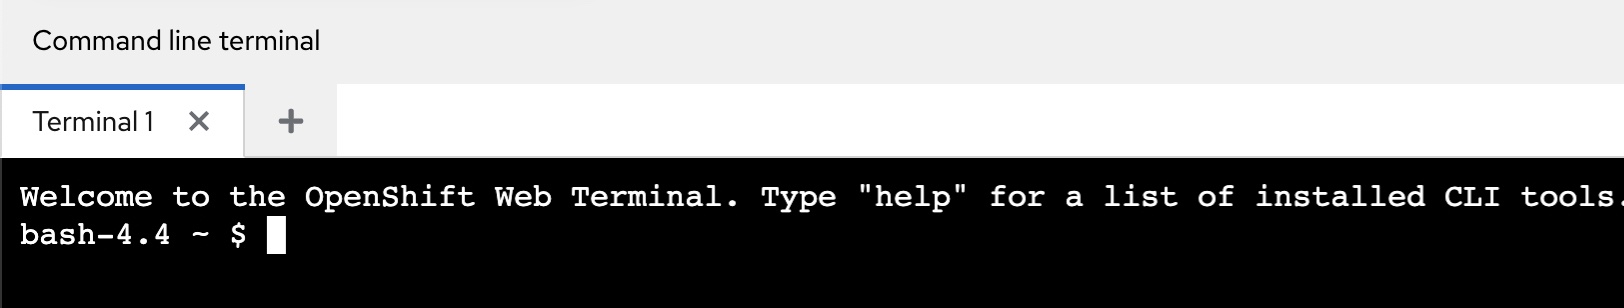 Command line terminal
Terminal 1
Welcome to the OpenShift Web Terminal. Type "help" for a list of installed CLI tools.
bash-4.4 ~ $